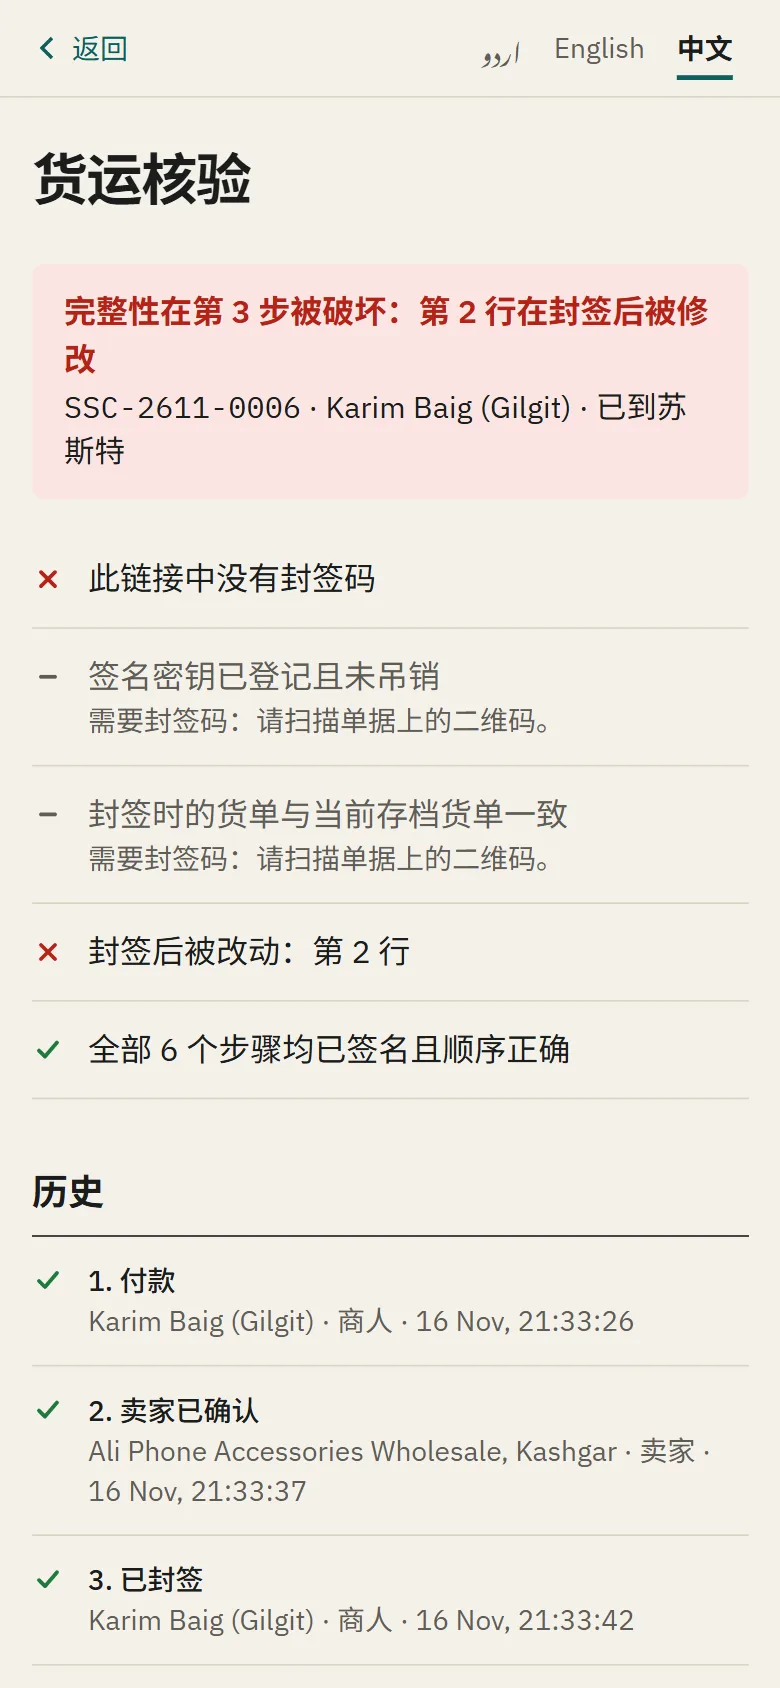 返回
اردو English 中文
货运核验
完整性在第 3 步被破坏：第 2 行在封签后被修
改
SSC-2611-0006 · Karim Baig (Gilgit) · 已到苏
斯特
此链接中没有封签码
签名密钥已登记且未吊销
需要封签码：请扫描单据上的二维码。
封签时的货单与当前存档货单一致
需要封签码：请扫描单据上的二维码。
封签后被改动：第 2 行
全部 6 个步骤均已签名且顺序正确
历史
1. 付款
Karim Baig (Gilgit) · 商人 · 16 Nov, 21:33:26
2. 卖家已确认
Ali Phone Accessories Wholesale, Kashgar · 卖家 ·
16 Nov, 21:33:37
3. 已封签
Karim Baig (Gilgit) · 商人 · 16 Nov, 21:33:42